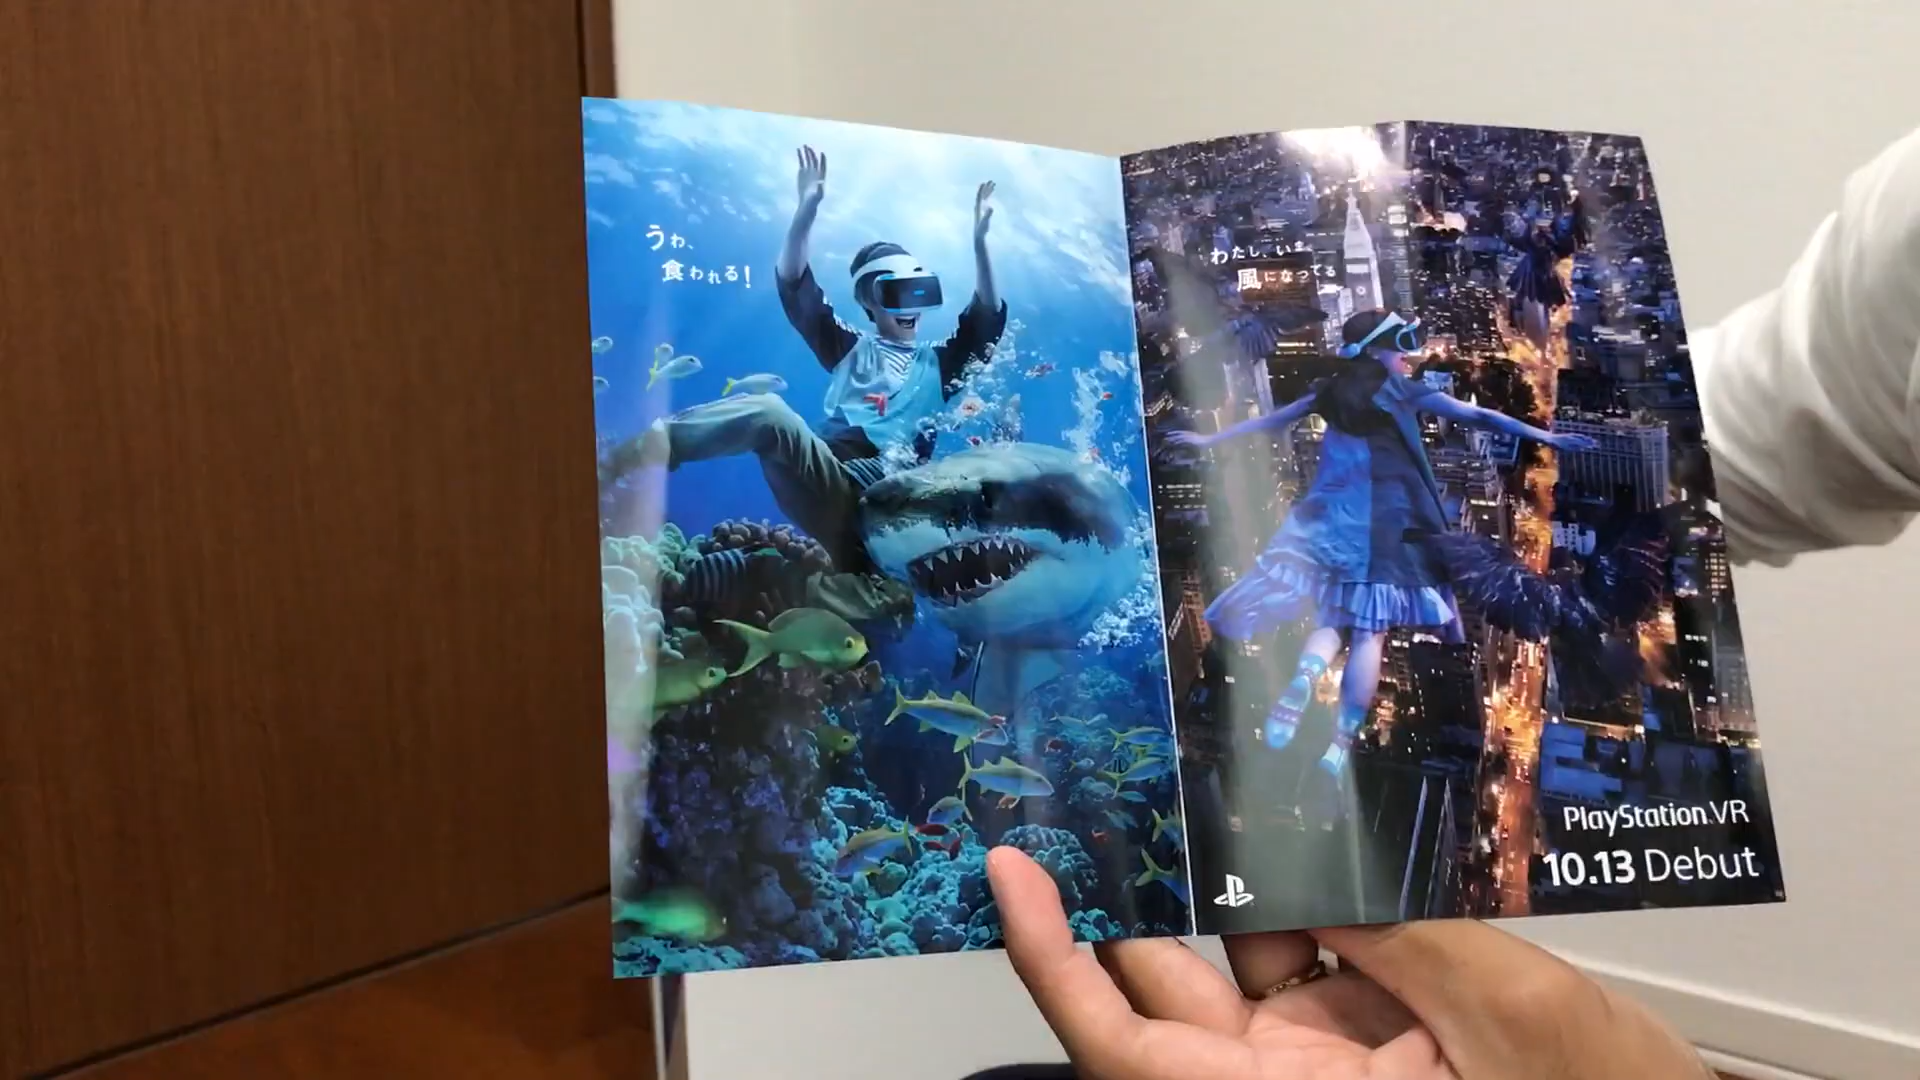 うわ、
食われる!
わたし、いま
風になってる
PlayStation.VR
10.13 Debut